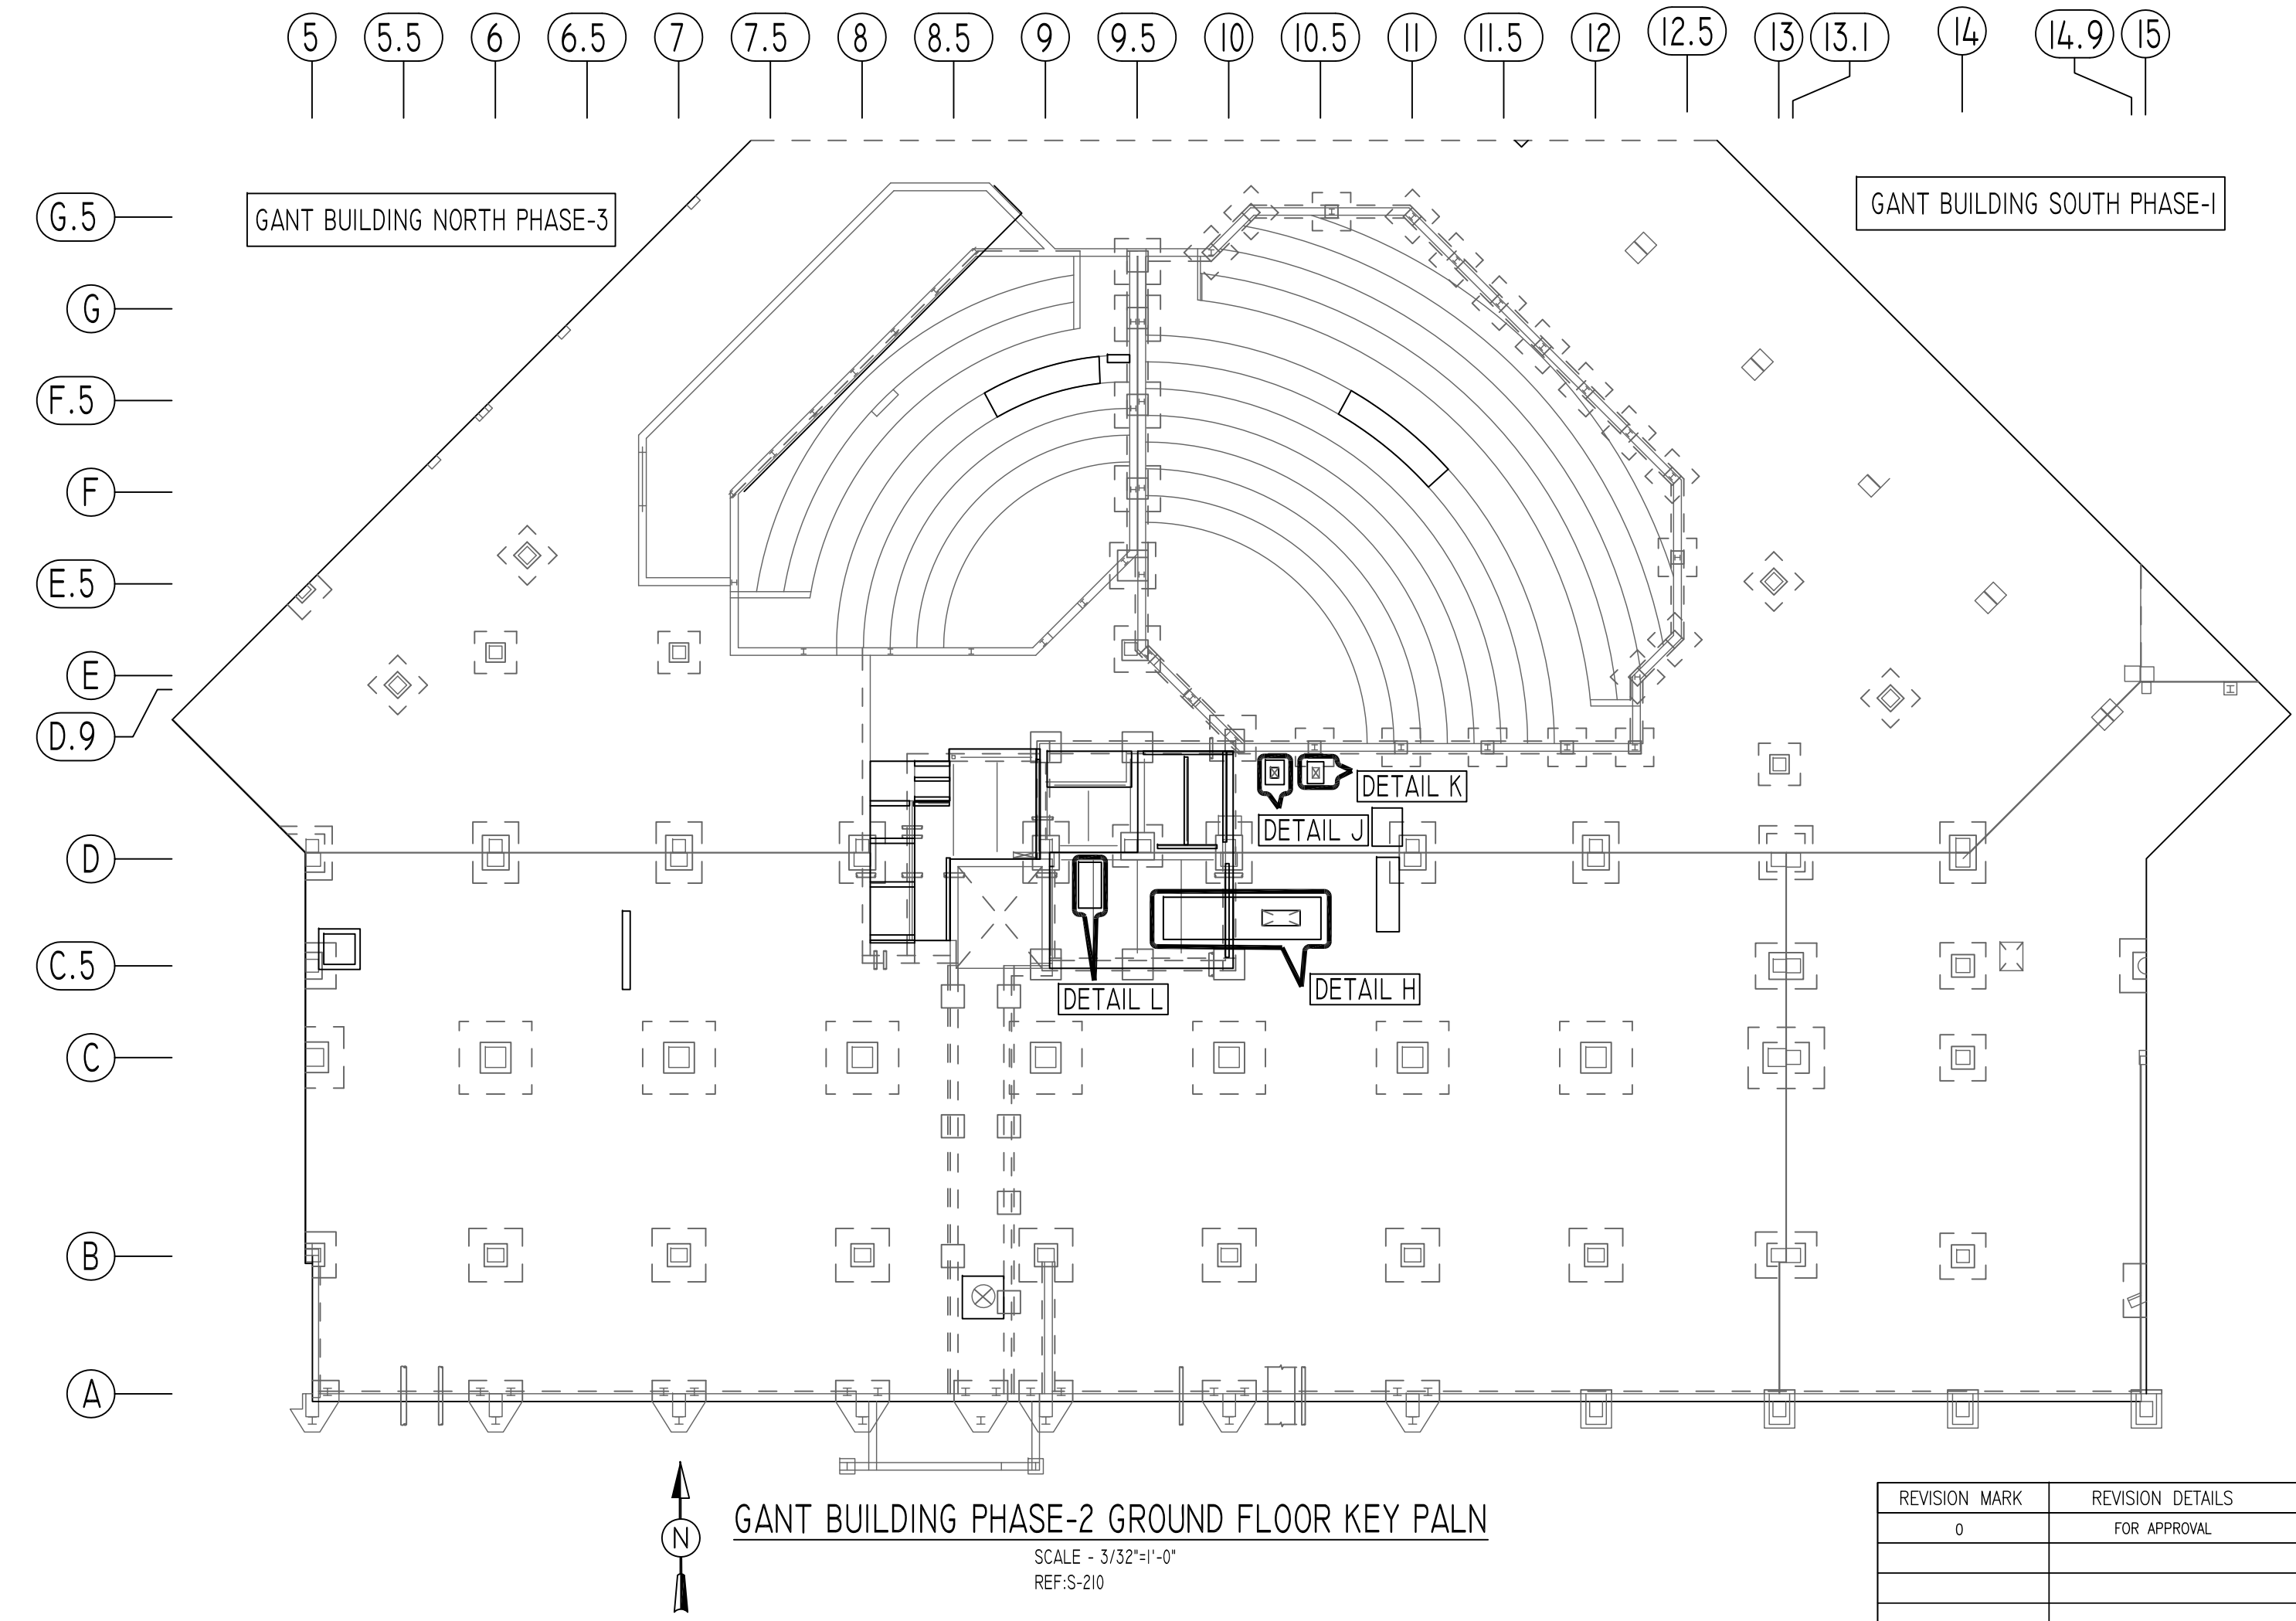 5 5.5 6 6.5 7 7.5 8 8.5 9 9.5 10 10.5 11 11.5 12 12.5 13 13.1 14 14.9 15
GANT BUILDING NORTH PHASE-3
GANT BUILDING SOUTH PHASE-1
G.5
G
F.5
F
E.5
E
D.9
D
C.5
C
B
A
DETAIL K
DETAIL J
DETAIL L
DETAIL H
N
GANT BUILDING PHASE-2 GROUND FLOOR KEY PALN
SCALE - 3/32"=1'-0"
REF:S-210
REVISION MARK REVISION DETAILS
0 FOR APPROVAL